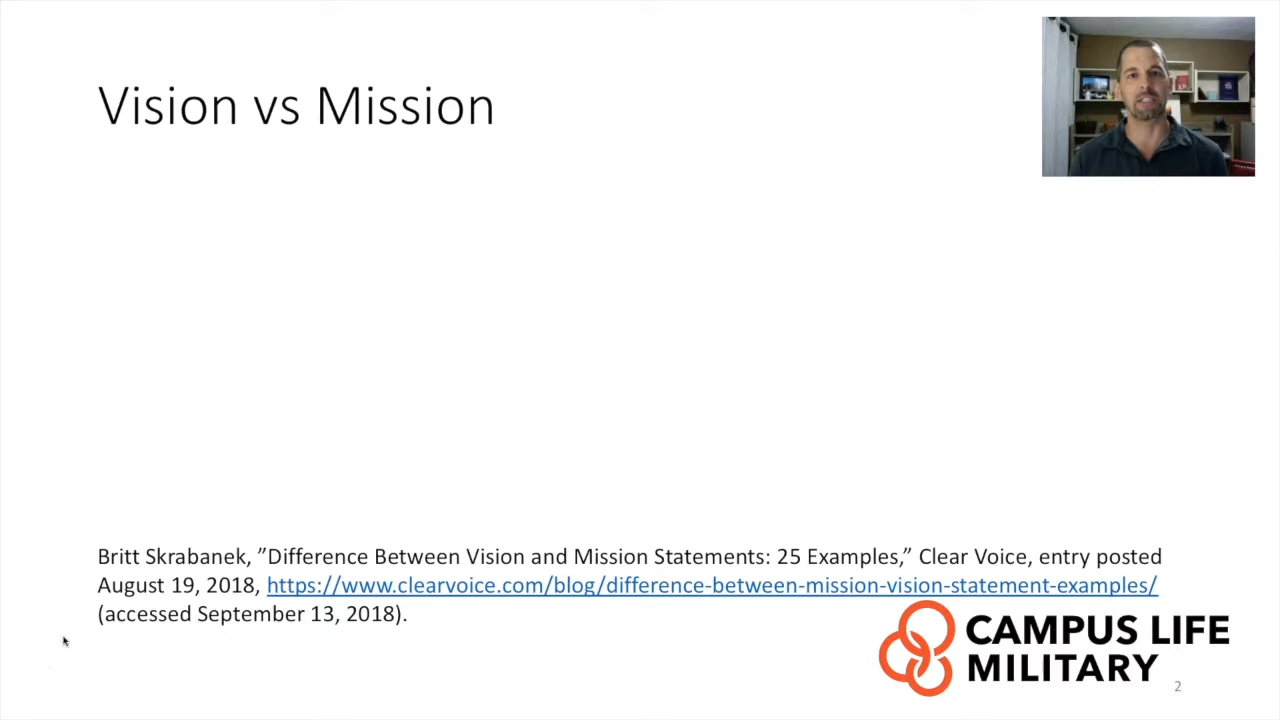 Vision vs Mission
Britt Skrabanek, ”Difference Between Vision and Mission Statements: 25 Examples,” Clear Voice, entry posted
August 19, 2018, https://www.clearvoice.com/blog/difference-between-mission-vision-statement-examples/
(accessed September 13, 2018).
CAMPUS LIFE
MILITARY
2